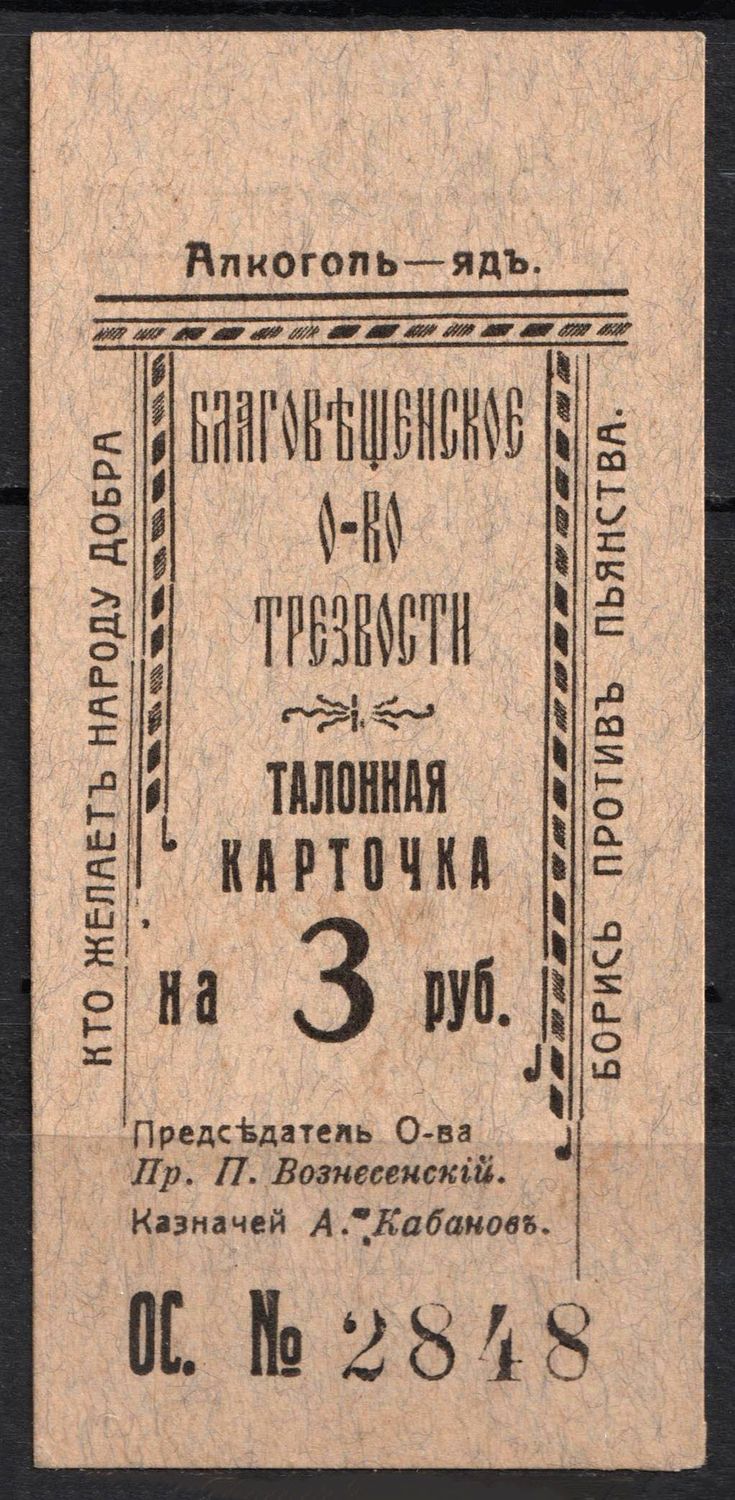 Алкоголь—ядъ.
КТО ЖЕЛАЕТЪ НАРОДУ ДОБРА
БОРИСЬ ПРОТИВЪ ПЬЯНСТВА.
БЛАГОВѢЩЕНСКОЕ
О-ВО
ТРЕЗВОСТИ
ТАЛОННАЯ
КАРТОЧКА
на 3 руб.
Предсѣдатель О-ва
Пр. П. Вознесенскій.
Казначей А. Кабановъ.
ОС. № 2848